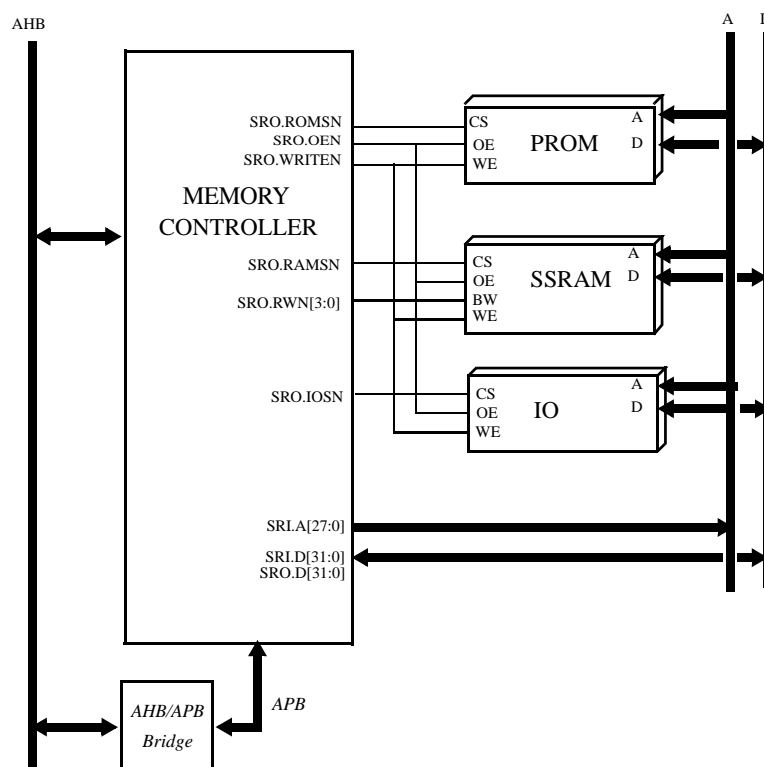 AHB
A
SRO.ROMSN
SRO.OEN
SRO.WRITEN
MEMORY
CONTROLLER
SRO.RAMSN
SRO.RWN[3:0]
SRO.IOSN
SRI.A[27:0]
SRI.D[31:0]
SRO.D[31:0]
CS
OE
WE
PROM
A
D
CS
OE
BW
WE
SSRAM
A
D
CS
OE
WE
IO
A
D
AHB/APB
Bridge
APB